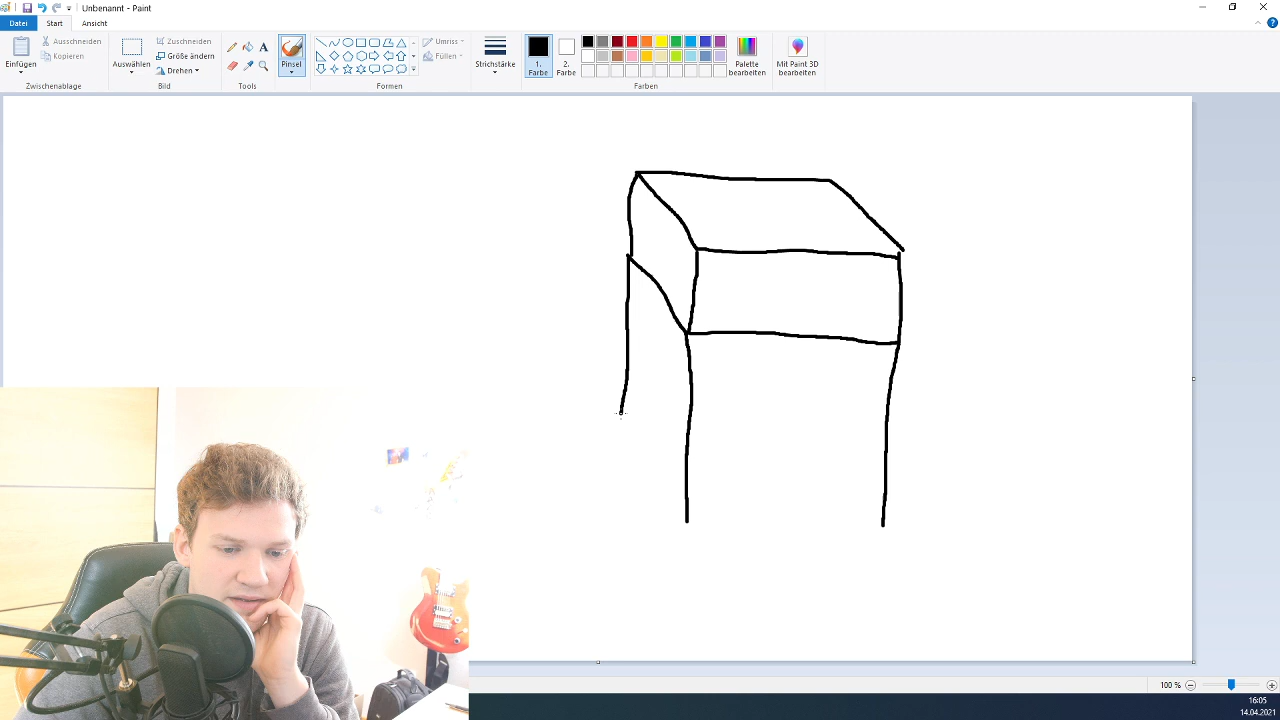 Unbenannt - Paint
Datei Start Ansicht
Einfügen
Ausschneiden
Kopieren
Zwischenablage
Auswählen
Zuschneiden
Größe ändern
Drehen
Bild
Tools
Pinsel
Umriss
Füllen
Formen
Strichstärke
1.
Farbe
2.
Farbe
Palette
bearbeiten
Farben
Mit Paint 3D
bearbeiten
100 %
16:05
14.04.2021